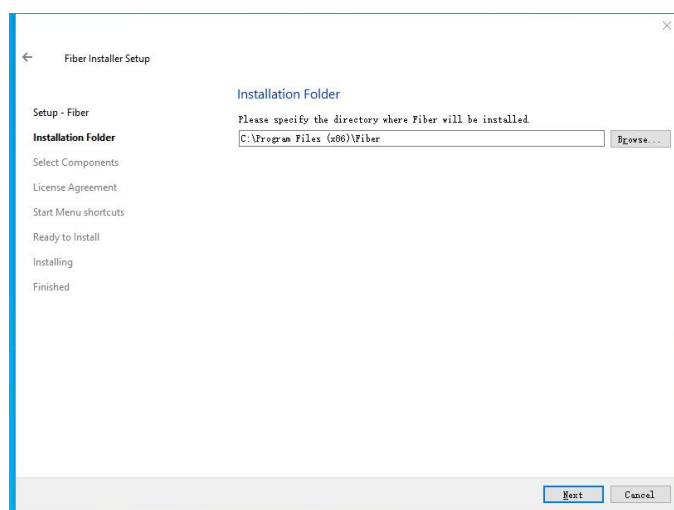 Fiber Installer Setup
Setup - Fiber
Installation Folder
Select Components
License Agreement
Start Menu shortcuts
Ready to Install
Installing
Finished
Installation Folder
Please specify the directory where Fiber will be installed.
C:\Program Files (x86)\Fiber
Browse...
Next
Cancel